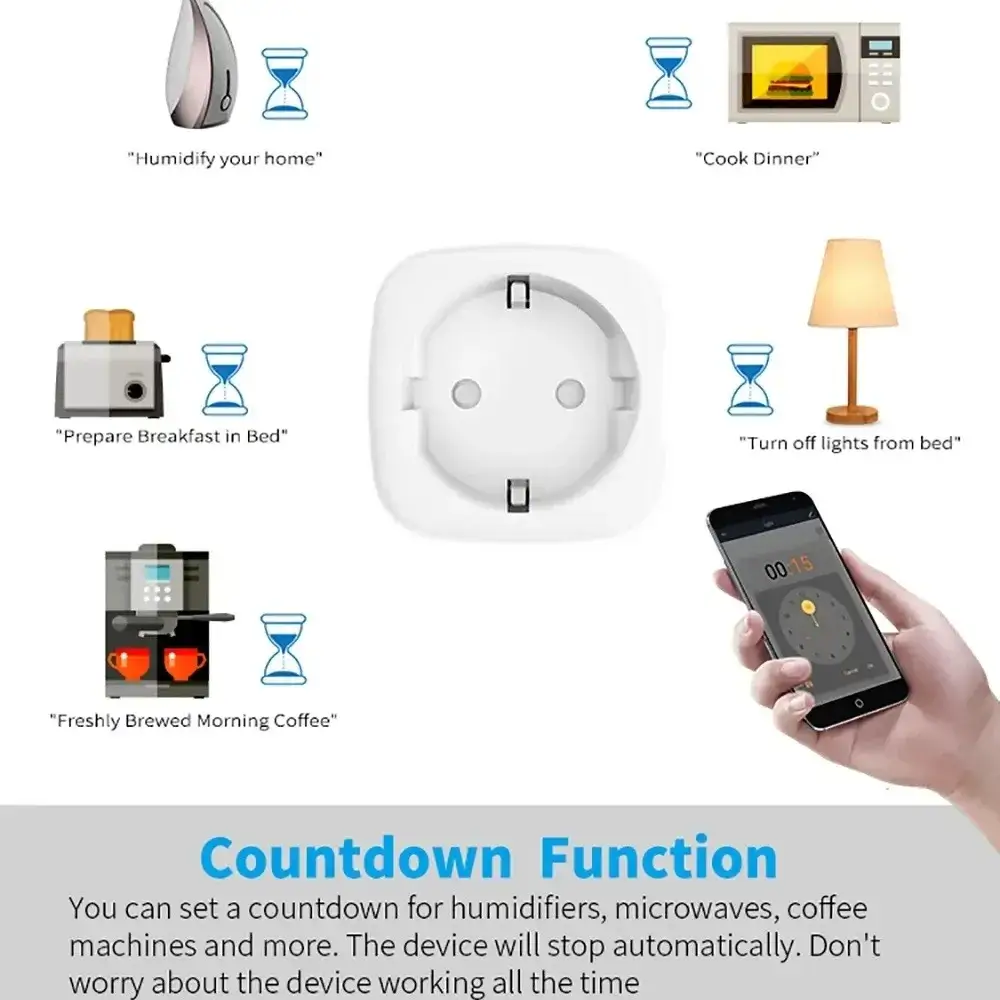 "Humidify your home"
"Cook Dinner”
"Prepare Breakfast in Bed"
"Turn off lights from bed"
00:15
"Freshly Brewed Morning Coffee"
Countdown Function
You can set a countdown for humidifiers, microwaves, coffee
machines and more. The device will stop automatically. Don't
worry about the device working all the time